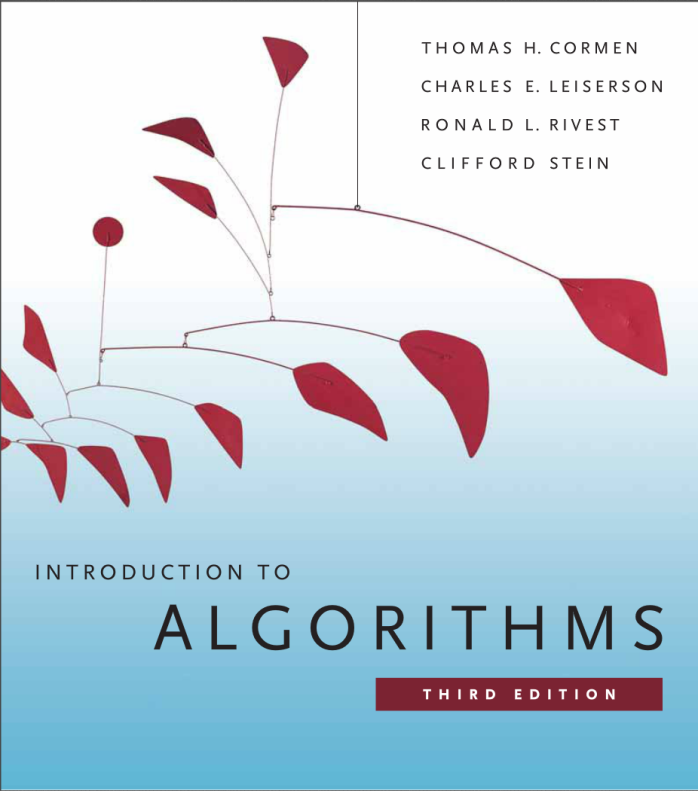 THOMAS H. CORMEN
CHARLES E. LEISERSON
RONALD L. RIVEST
CLIFFORD STEIN
INTRODUCTION TO
ALGORITHMS
THIRD EDITION